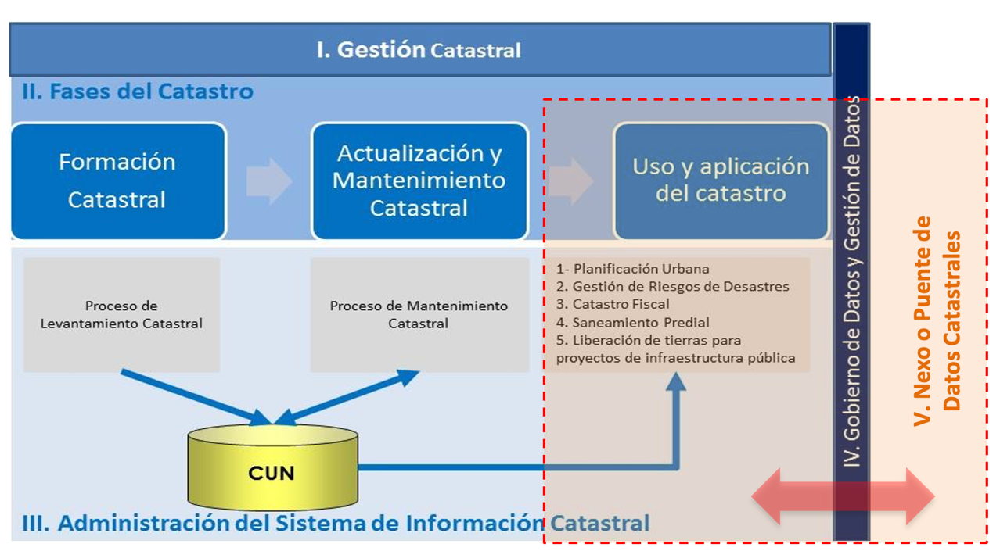 I. Gestión Catastral
II. Fases del Catastro
Formación
Catastral
Actualización y
Mantenimiento
Catastral
Uso y aplicación
del catastro
Proceso de
Levantamiento Catastral
Proceso de Mantenimiento
Catastral
1- Planificación Urbana
2. Gestión de Riesgos de Desastres
3. Catastro Fiscal
4. Saneamiento Predial
5. Liberación de tierras para
proyectos de infraestructura pública
CUN
III. Administración del Sistema de Información Catastral
IV. Gobierno de Datos y Gestión de Datos
V. Nexo o Puente de
Datos Catastrales